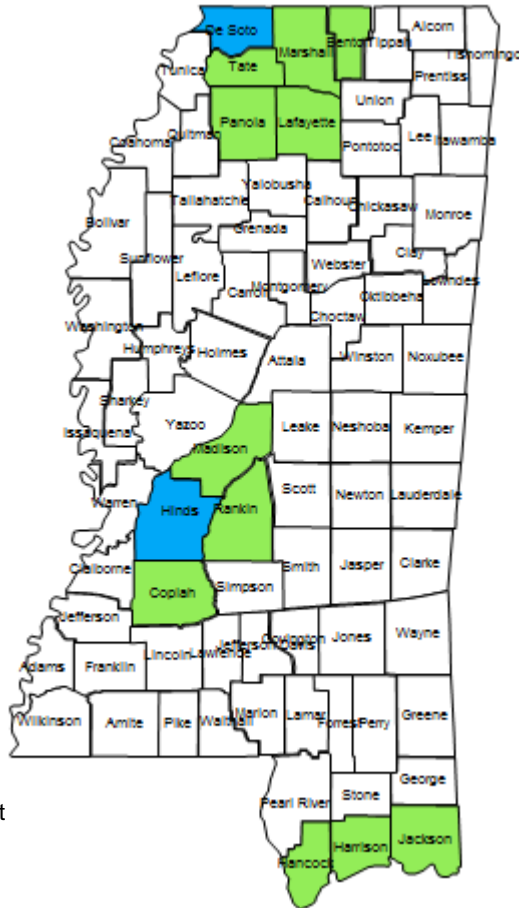 De Soto
Marshall
Benton
Tippah
Alcorn
Tishomingo
Tunica
Tate
Prentiss
Union
Panola
Lafayette
Coahoma
Quitman
Pontotoc
Lee
Itawamba
Yalobusha
Tallahatchie
Calhoun
Chickasaw
Monroe
Bolivar
Grenada
Sunflower
Webster
Clay
Leflore
Lowndes
Montgomery
Carroll
Oktibbeha
Choctaw
Washington
Humphreys
Holmes
Attala
Winston
Noxubee
Sharkey
Yazoo
Leake
Neshoba
Kemper
Issaquena
Madison
Scott
Newton
Lauderdale
Warren
Hinds
Rankin
Claiborne
Smith
Jasper
Clarke
Copiah
Simpson
Jefferson
Covington
Jones
Wayne
Lincoln
Lawrence
Jefferson Davis
Adams
Franklin
Marion
Lamar
Forrest
Perry
Greene
Wilkinson
Amite
Pike
Walthall
George
Pearl River
Stone
t
Hancock
Harrison
Jackson